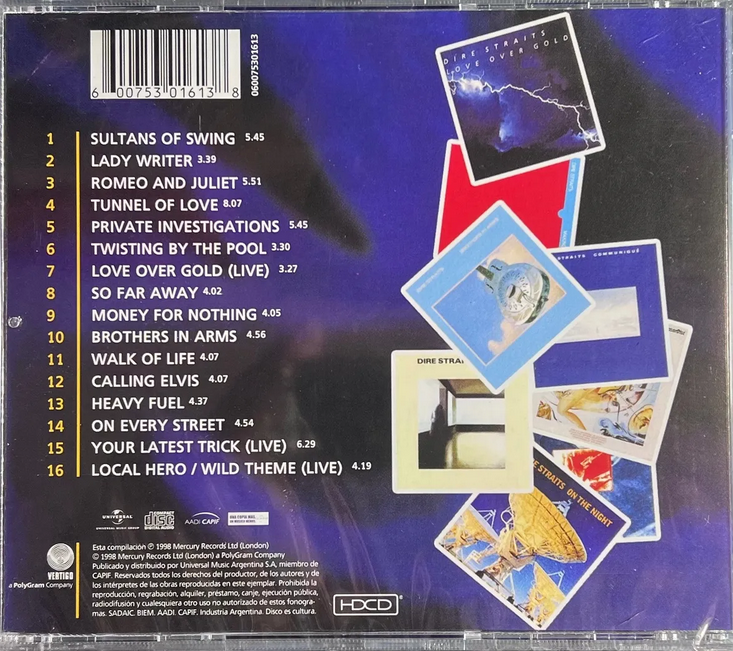 6 00753 01613 8
060075301613
1 SULTANS OF SWING 5.45
2 LADY WRITER 3.39
3 ROMEO AND JULIET 5.51
4 TUNNEL OF LOVE 8.07
5 PRIVATE INVESTIGATIONS 5.45
6 TWISTING BY THE POOL 3.30
7 LOVE OVER GOLD (LIVE) 3.27
8 SO FAR AWAY 4.02
9 MONEY FOR NOTHING 4.05
10 BROTHERS IN ARMS 4.56
11 WALK OF LIFE 4.07
12 CALLING ELVIS 4.07
13 HEAVY FUEL 4.37
14 ON EVERY STREET 4.54
15 YOUR LATEST TRICK (LIVE) 6.29
16 LOCAL HERO / WILD THEME (LIVE) 4.19
DIRE STRAITS
LOVE OVER GOLD
STRAITS COMMUNIQUÉ
DIRE STRAI
E STRAITS ON THE NIGHT
UNIVERSAL
UNIVERSAL MUSIC GROUP
COMPACT
disc
DIGITAL AUDIO
AADI CAPIF
VERTIGO
a PolyGram Company
Esta compilación ℗ 1998 Mercury Records Ltd (London)
© 1998 Mercury Records Ltd (London) a PolyGram Company
Publicado y distribuido por Universal Music Argentina S.A, miembro de
CAPIF. Reservados todos los derechos del productor, de los autores y de
los intérpretes de las obras reproducidas en este ejemplar. Prohibida la
reproducción, regrabación, alquiler, préstamo, canje, ejecución pública,
radiodifusión y cualesquiera otro uso no autorizado de estos fonogra-
mas. SADAIC. BIEM. AADI. CAPIF. Industria Argentina. Disco es cultura.
HDCD